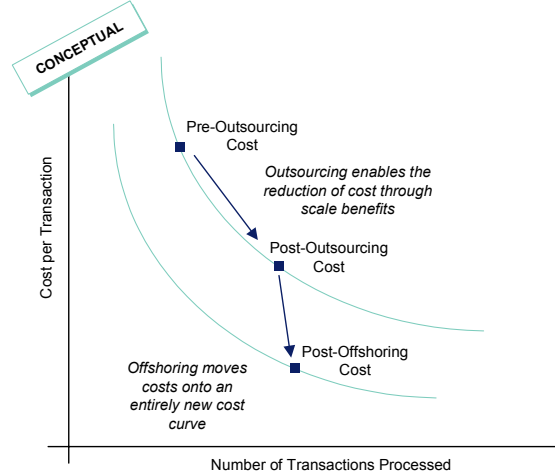 CONCEPTUAL
Pre-Outsourcing
Cost
Outsourcing enables the
reduction of cost through
scale benefits
Cost per Transaction
Post-Outsourcing
Cost
Post-Offshoring
Cost
Offshoring moves
costs onto an
entirely new cost
curve
Number of Transactions Processed